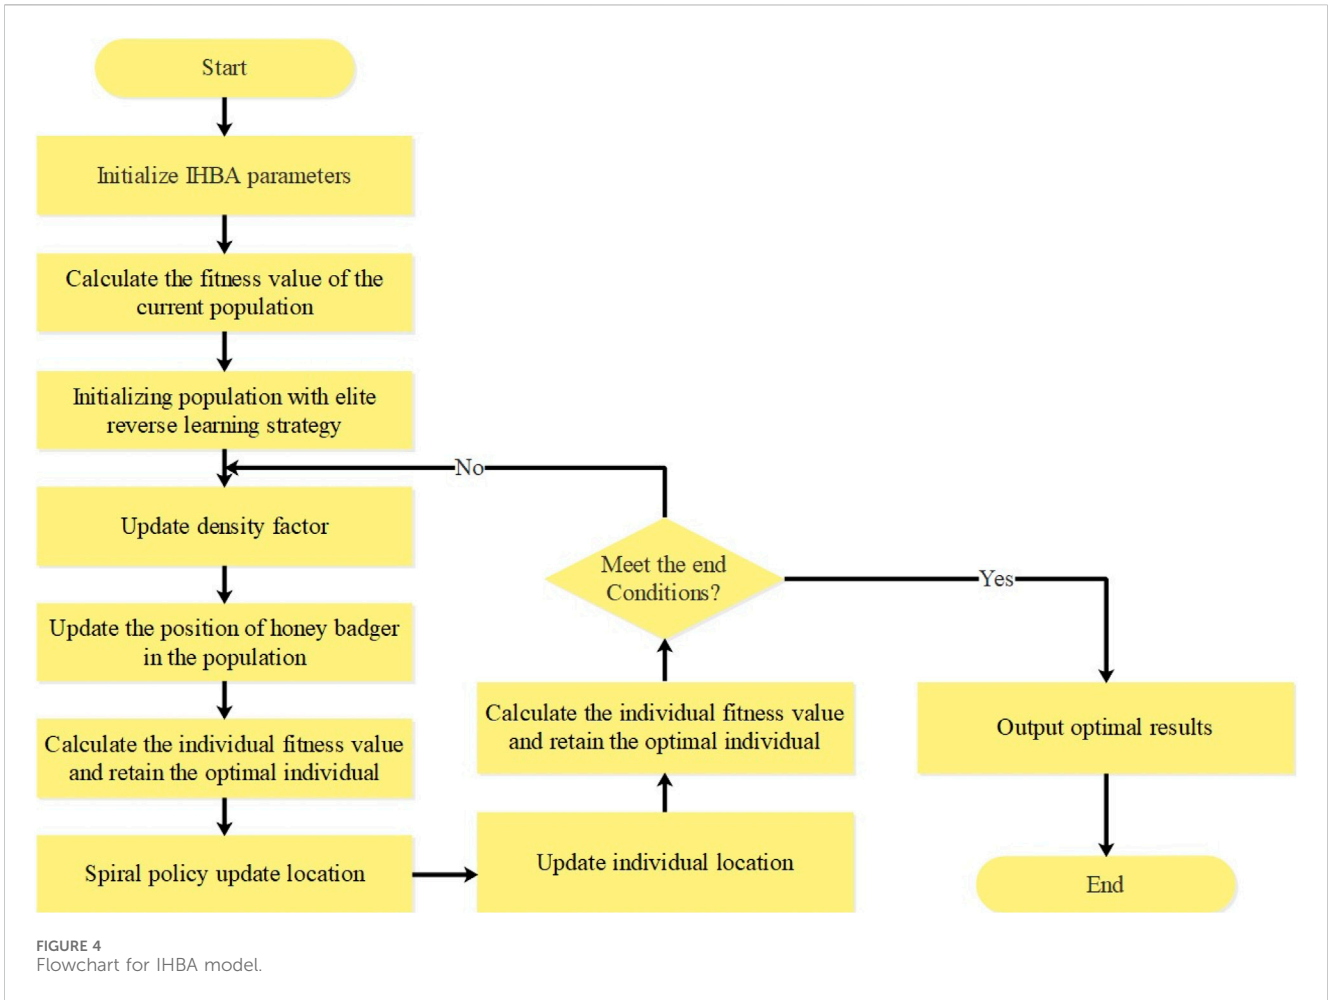 Start
Initialize IHBA parameters
Calculate the fitness value of the
current population
Initializing population with elite
reverse learning strategy
Update density factor
Update the position of honey badger
in the population
Calculate the individual fitness value
and retain the optimal individual
Spiral policy update location
Update individual location
Calculate the individual fitness value
and retain the optimal individual
Meet the end
Conditions?
No
Yes
Output optimal results
End
FIGURE 4
Flowchart for IHBA model.